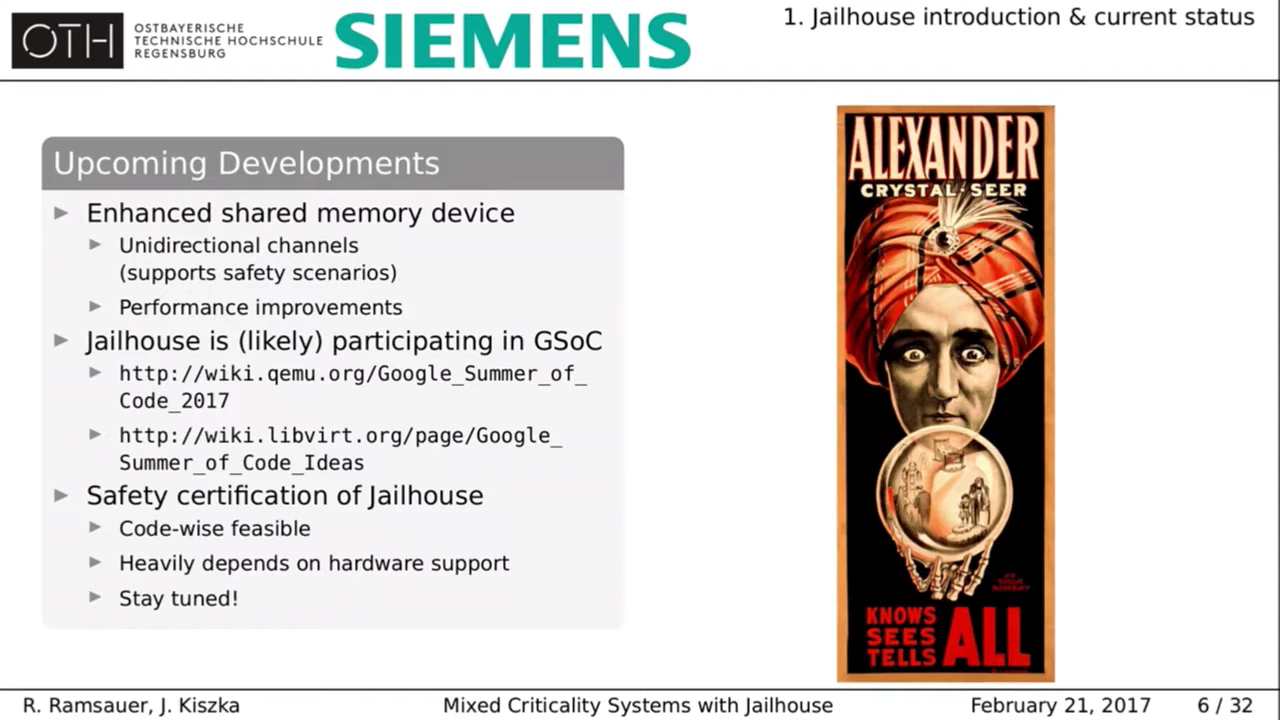 OTH
OSTBAYERISCHE
TECHNISCHE HOCHSCHULE
REGENSBURG
SIEMENS
1. Jailhouse introduction & current status
Upcoming Developments
Enhanced shared memory device
Unidirectional channels
(supports safety scenarios)
Performance improvements
Jailhouse is (likely) participating in GSoC
http://wiki.qemu.org/Google_Summer_of_
Code_2017
http://wiki.libvirt.org/page/Google_
Summer_of_Code_Ideas
Safety certification of Jailhouse
Code-wise feasible
Heavily depends on hardware support
Stay tuned!
ALEXANDER
CRYSTAL-SEER
KNOWS
SEES
TELLS
ALL
R. Ramsauer, J. Kiszka
Mixed Criticality Systems with Jailhouse
February 21, 2017
6 / 32